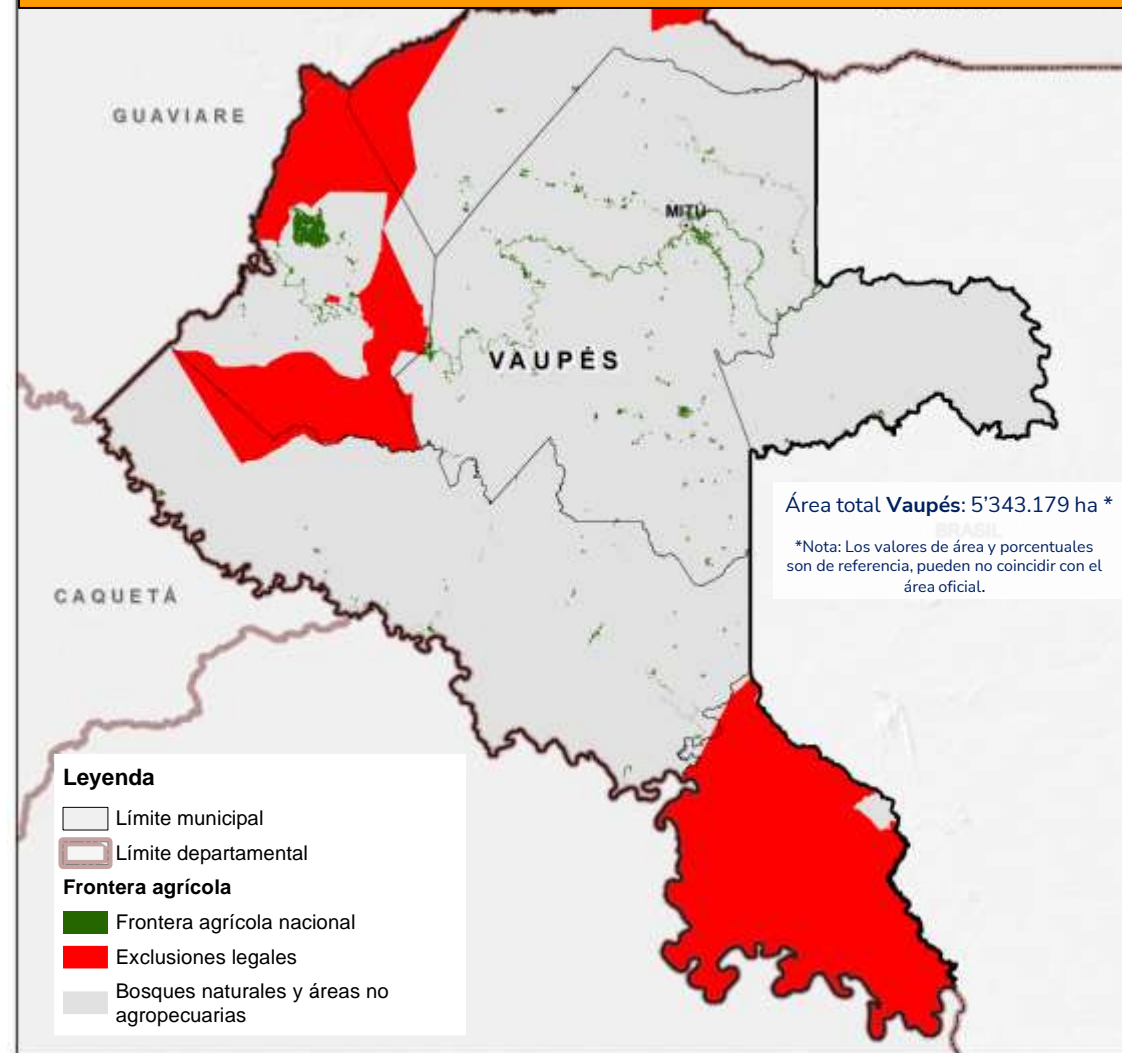 GUAVIARE
MITÚ
VAUPÉS
Área total Vaupés: 5’343.179 ha *
BRASIL
*Nota: Los valores de área y porcentuales
son de referencia, pueden no coincidir con el
área oficial.
CAQUETÁ
Leyenda
Límite municipal
Límite departamental
Frontera agrícola
Frontera agrícola nacional
Exclusiones legales
Bosques naturales y áreas no
agropecuarias